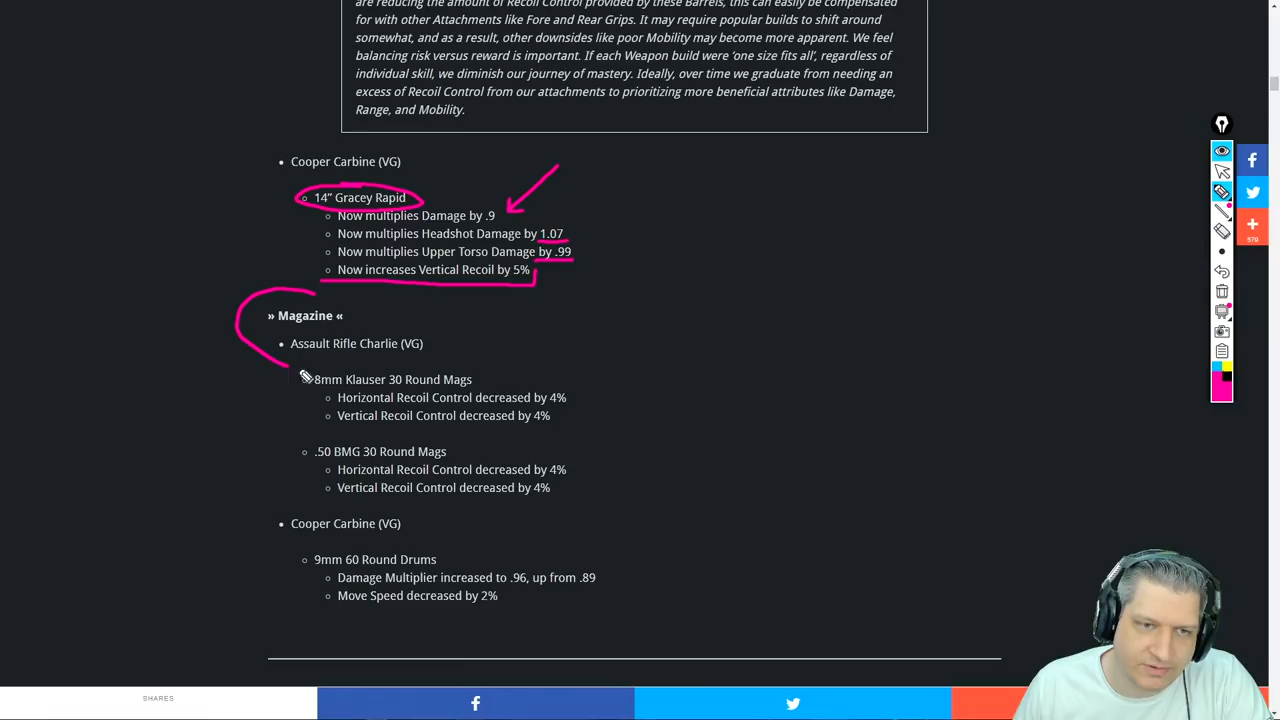 are reducing the amount of Recoil Control provided by these Barrels, this can easily be compensated
for with other Attachments like Fore and Rear Grips. It may require popular builds to shift around
somewhat, and as a result, other downsides like poor Mobility may become more apparent. We feel
balancing risk versus reward is important. If each Weapon build were ‘one size fits all’, regardless of
individual skill, we diminish our journey of mastery. Ideally, over time we graduate from needing an
excess of Recoil Control from our attachments to prioritizing more beneficial attributes like Damage,
Range, and Mobility.
Cooper Carbine (VG)
14” Gracey Rapid
Now multiplies Damage by .9
Now multiplies Headshot Damage by 1.07
Now multiplies Upper Torso Damage by .99
Now increases Vertical Recoil by 5%
» Magazine «
Assault Rifle Charlie (VG)
8mm Klauser 30 Round Mags
Horizontal Recoil Control decreased by 4%
Vertical Recoil Control decreased by 4%
.50 BMG 30 Round Mags
Horizontal Recoil Control decreased by 4%
Vertical Recoil Control decreased by 4%
Cooper Carbine (VG)
9mm 60 Round Drums
Damage Multiplier increased to .96, up from .89
Move Speed decreased by 2%
SHARES
579